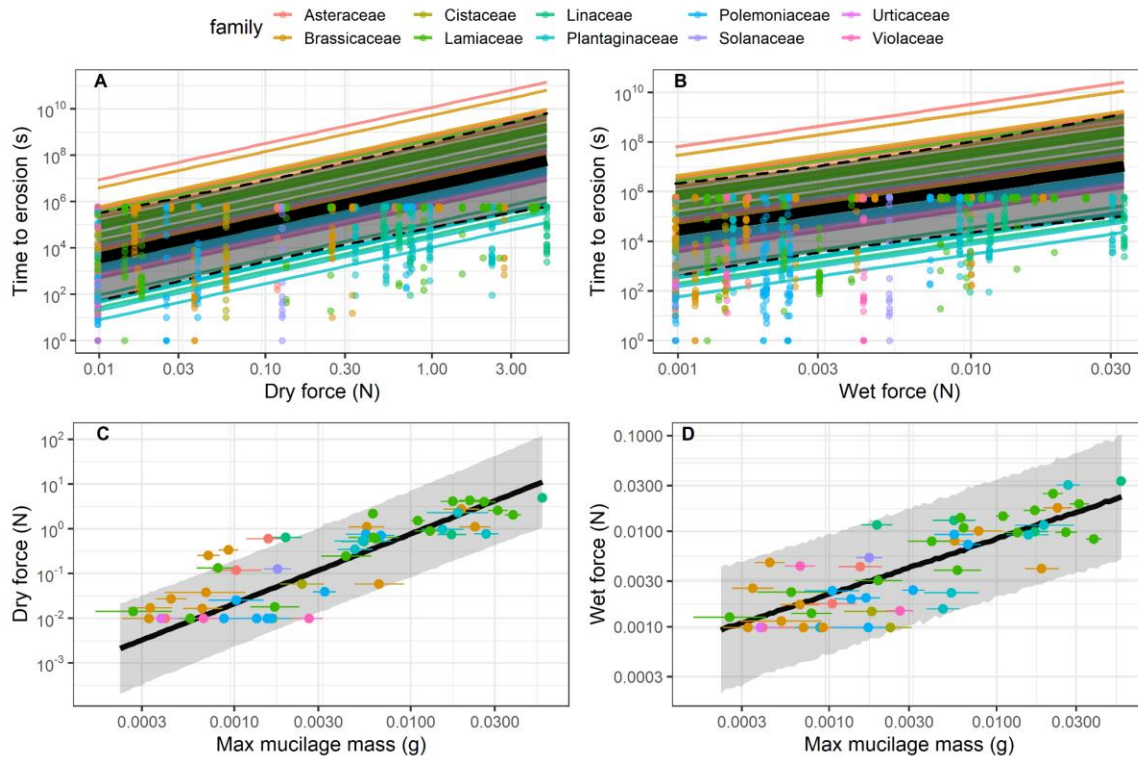 family
Asteraceae Cistaceae Linaceae Polemoniaceae Urticaceae
Brassicaceae Lamiaceae Plantaginaceae Solanaceae Violaceae
A
Time to erosion (s)
10^10
10^8
10^6
10^4
10^2
10^0
0.01 0.03 0.10 0.30 1.00 3.00
Dry force (N)
B
Time to erosion (s)
10^10
10^8
10^6
10^4
10^2
10^0
0.001 0.003 0.010 0.030
Wet force (N)
C
Dry force (N)
10^2
10^1
10^0
10^-1
10^-2
10^-3
0.0003 0.0010 0.0030 0.0100 0.0300
Max mucilage mass (g)
D
Wet force (N)
0.1000
0.0300
0.0100
0.0030
0.0010
0.0003
0.0003 0.0010 0.0030 0.0100 0.0300
Max mucilage mass (g)